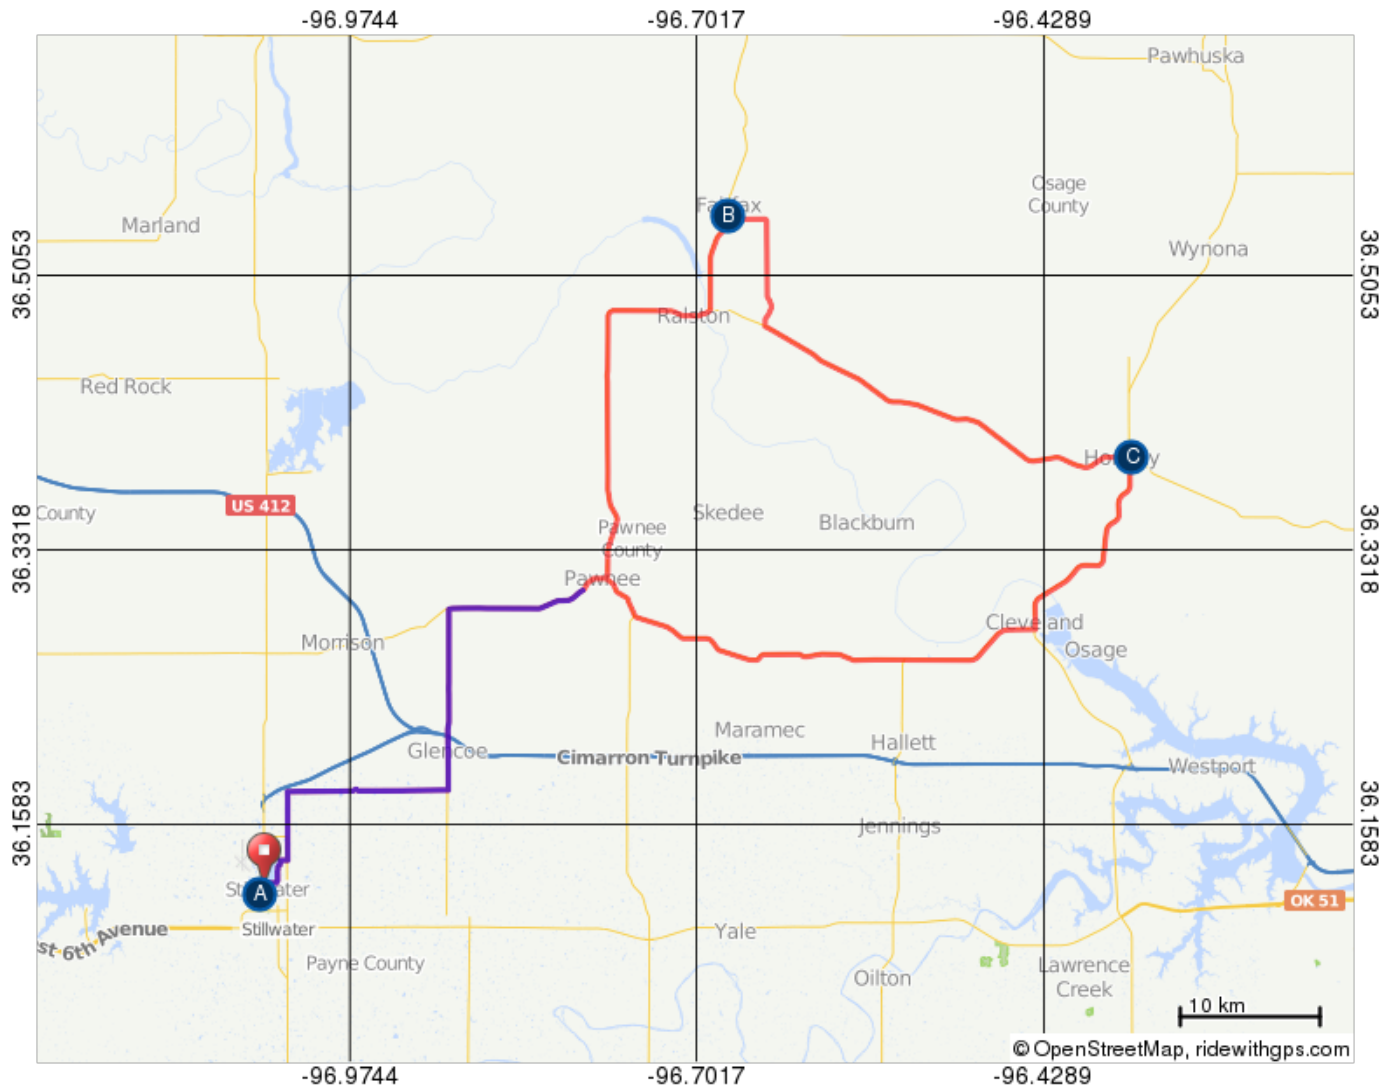 -96.9744
-96.7017
-96.4289
Pawhuska
Osage
County
Fairfax
B
Marland
Wynona
36.5053
36.5053
Ralston
Red Rock
C
US 412
County
Skedee
Blackburn
Pawnee
County
36.3318
36.3318
Pawnee
Cleveland
Morrison
Osage
Maramec
Hallett
Glencoe
Cimarron Turnpike
Westport
36.1583
36.1583
Jennings
Stillwater
A
OK 51
st 6th Avenue
Stillwater
Yale
Payne County
Oilton
Lawrence
Creek
10 km
© OpenStreetMap, ridewithgps.com
-96.9744
-96.7017
-96.4289